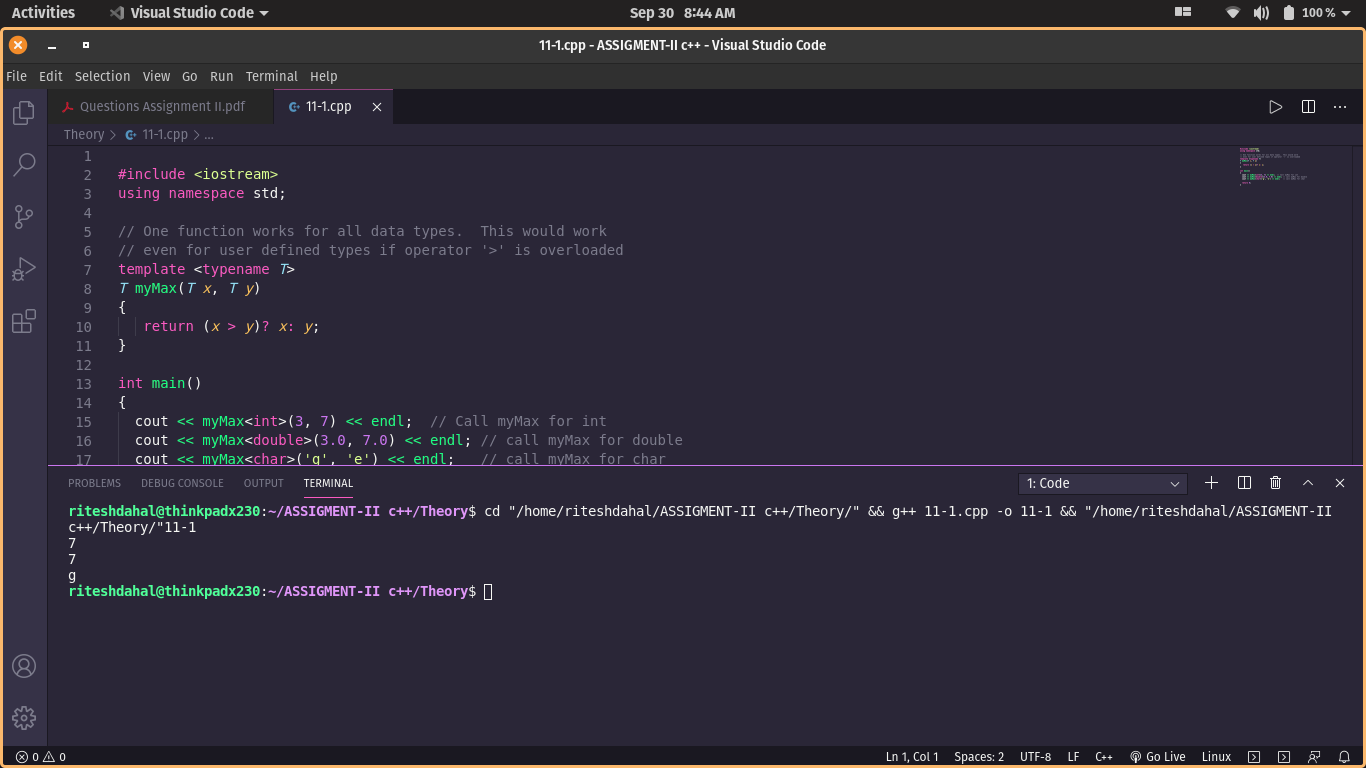 Activities Visual Studio Code Sep 30 8:44 AM 100 %
11-1.cpp - ASSIGMENT-II c++ - Visual Studio Code
File Edit Selection View Go Run Terminal Help
Questions Assignment II.pdf 11-1.cpp
Theory > 11-1.cpp > ...
1
2 #include <iostream>
3 using namespace std;
4
5 // One function works for all data types.  This would work
6 // even for user defined types if operator '>' is overloaded
7 template <typename T>
8 T myMax(T x, T y)
9 {
10    return (x > y)? x: y;
11 }
12
13 int main()
14 {
15   cout << myMax<int>(3, 7) << endl;  // Call myMax for int
16   cout << myMax<double>(3.0, 7.0) << endl; // call myMax for double
17   cout << myMax<char>('g', 'e') << endl;   // call myMax for char
PROBLEMS DEBUG CONSOLE OUTPUT TERMINAL 1: Code
riteshdahal@thinkpadx230:~/ASSIGMENT-II c++/Theory$ cd "/home/riteshdahal/ASSIGMENT-II c++/Theory/" && g++ 11-1.cpp -o 11-1 && "/home/riteshdahal/ASSIGMENT-II
c++/Theory/"11-1
7
7
g
riteshdahal@thinkpadx230:~/ASSIGMENT-II c++/Theory$
0 0 Ln 1, Col 1 Spaces: 2 UTF-8 LF C++ Go Live Linux